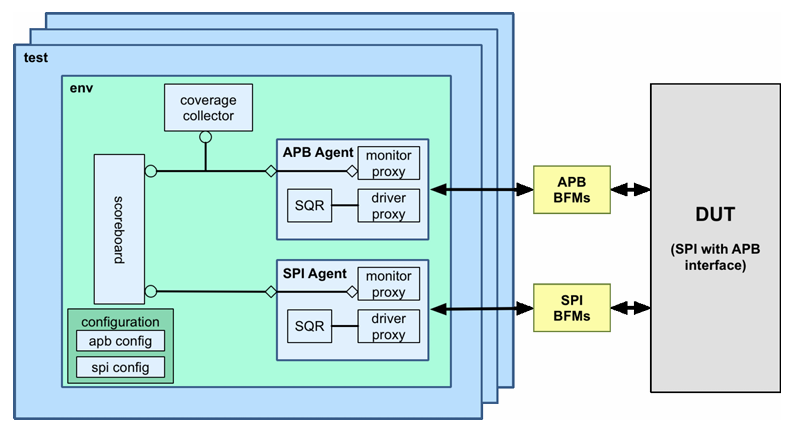 test
env
coverage
collector
scoreboard
APB Agent
monitor
proxy
SQR
driver
proxy
SPI Agent
monitor
proxy
SQR
driver
proxy
configuration
apb config
spi config
APB
BFMs
SPI
BFMs
DUT
(SPI with APB
interface)